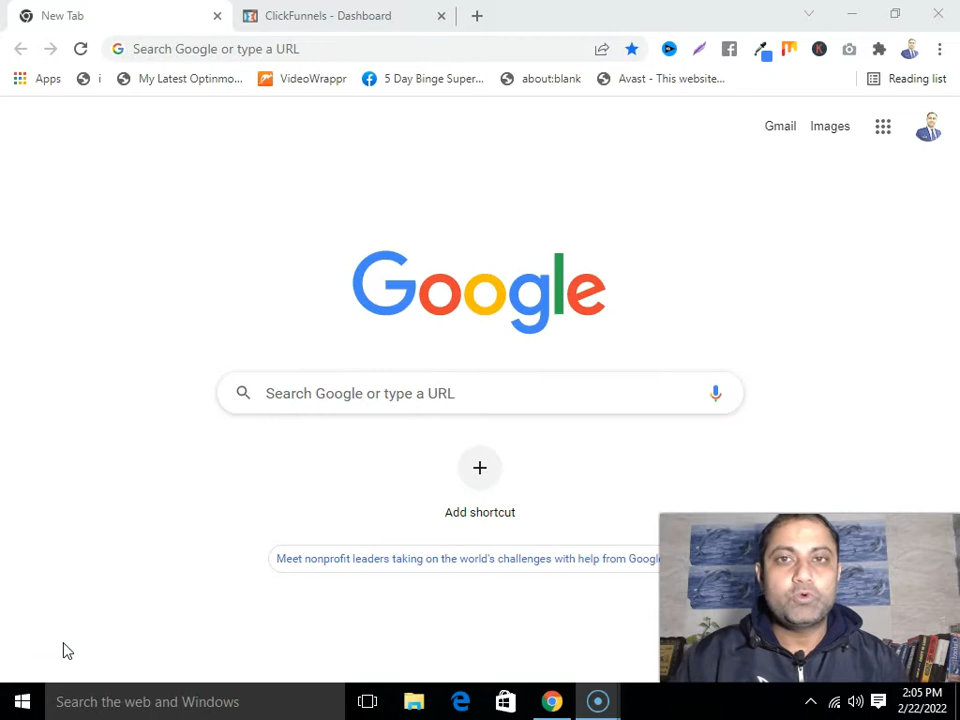 New Tab
ClickFunnels - Dashboard
Search Google or type a URL
Apps
i
My Latest Optinmo...
VideoWrappr
5 Day Binge Super...
about:blank
Avast - This website...
Reading list
Gmail
Images
Google
Search Google or type a URL
Add shortcut
Meet nonprofit leaders taking on the world's challenges with help from Google
Search the web and Windows
2:05 PM
2/22/2022